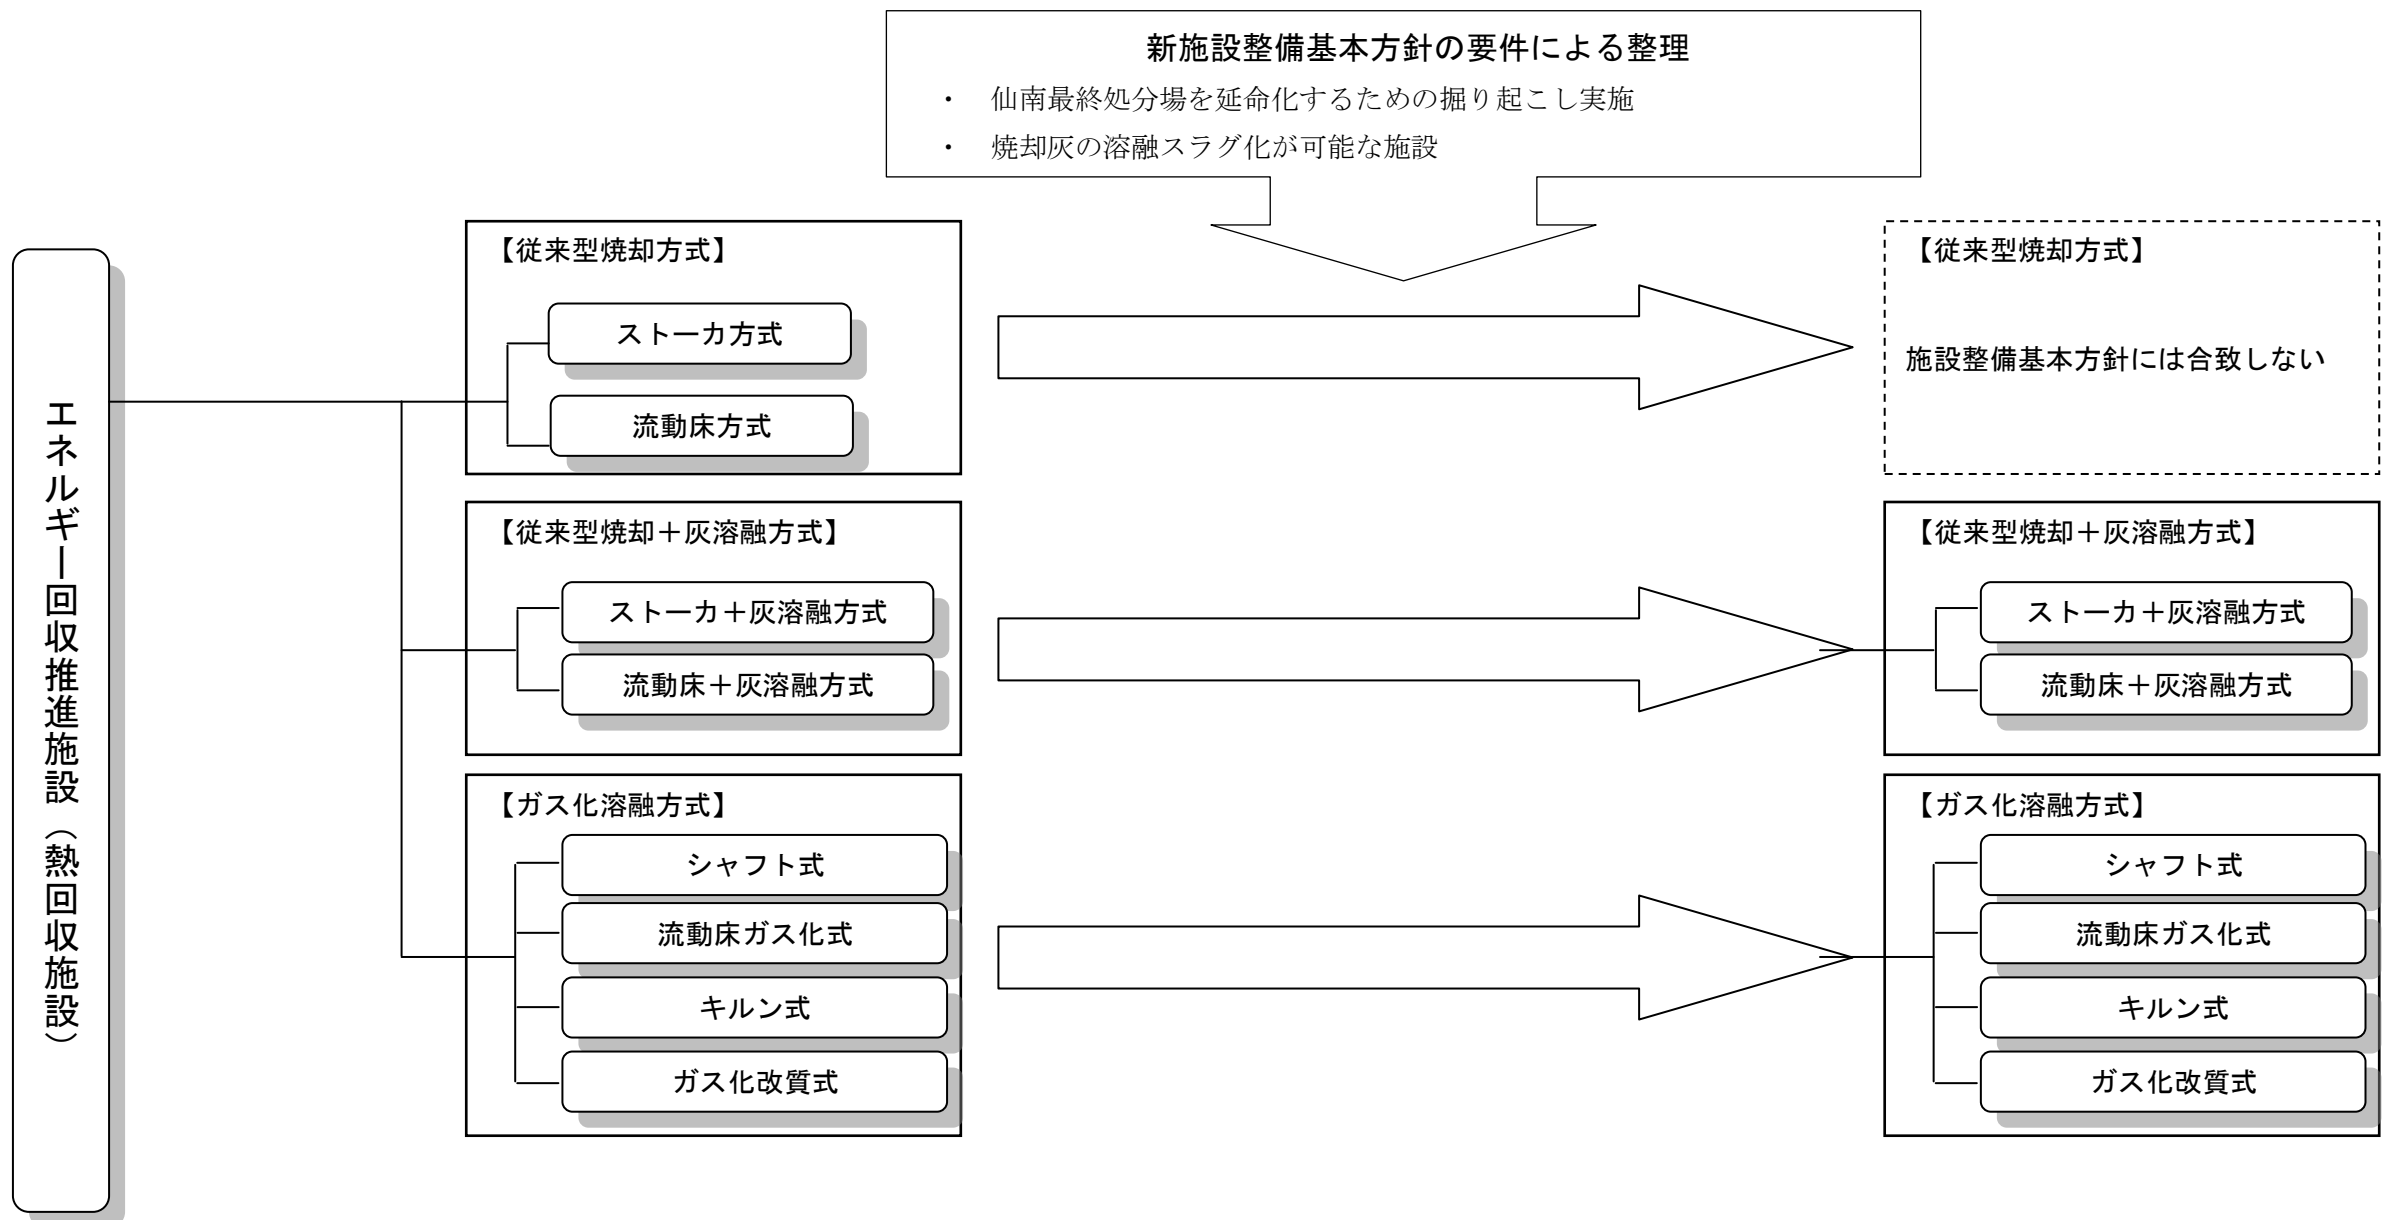 新施設整備基本方針の要件による整理
・ 仙南最終処分場を延命化するための掘り起こし実施
・ 焼却灰の溶融スラグ化が可能な施設
エネルギー回収推進施設（熱回収施設）
【従来型焼却方式】
ストーカ方式
流動床方式
【従来型焼却＋灰溶融方式】
ストーカ＋灰溶融方式
流動床＋灰溶融方式
【ガス化溶融方式】
シャフト式
流動床ガス化式
キルン式
ガス化改質式
【従来型焼却方式】
施設整備基本方針には合致しない
【従来型焼却＋灰溶融方式】
ストーカ＋灰溶融方式
流動床＋灰溶融方式
【ガス化溶融方式】
シャフト式
流動床ガス化式
キルン式
ガス化改質式